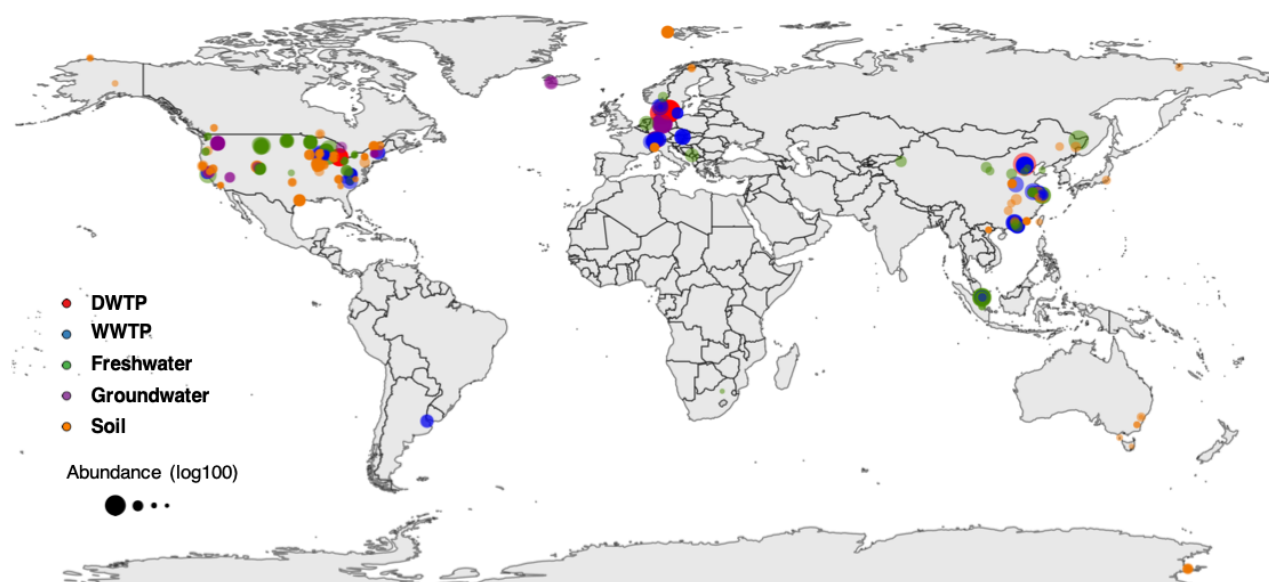 DWTP
WWTP
Freshwater
Groundwater
Soil
Abundance (log100)